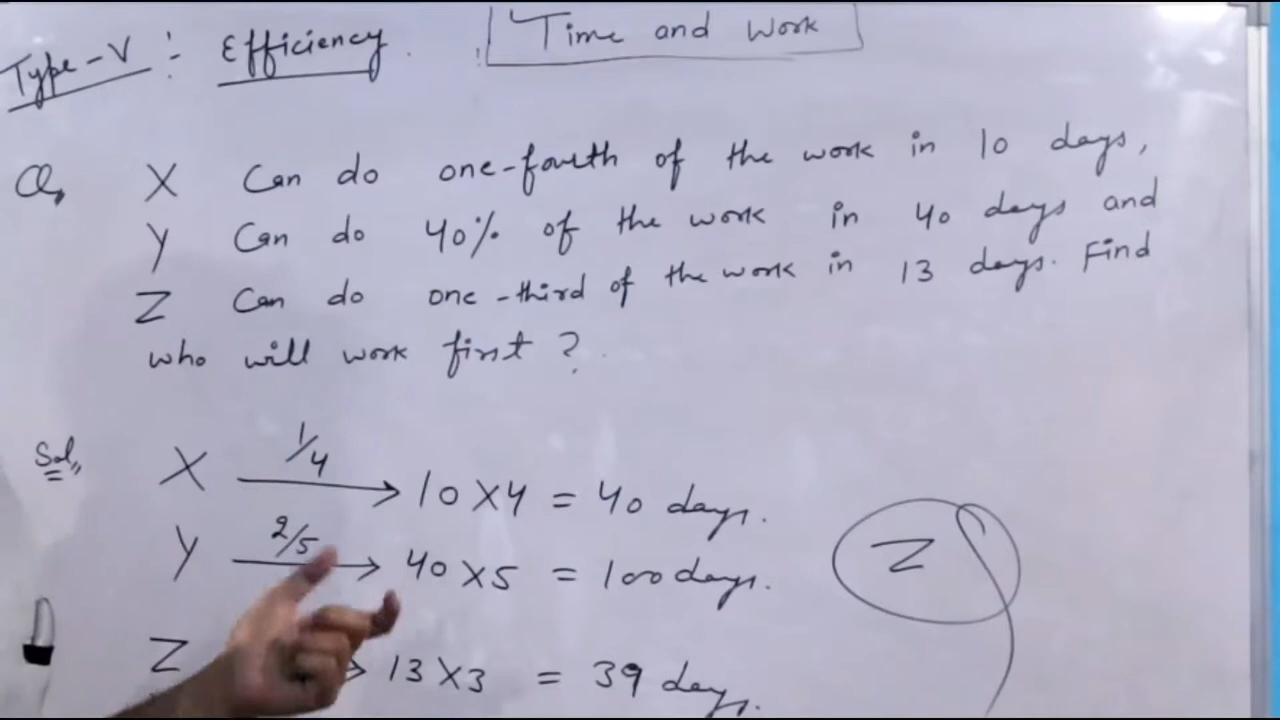 Type-V :- Efficiency.
Time and Work
Q, X Can do one-fourth of the work in 10 days,
Y Can do 40% of the work in 40 days and
Z Can do one-third of the work in 13 days. Find
who will work first?
Sol,, X 1/4 → 10 X 4 = 40 days.
Y 2/5 → 40 X 5 = 100 days.
Z → 13 X 3 = 39 days.
Z